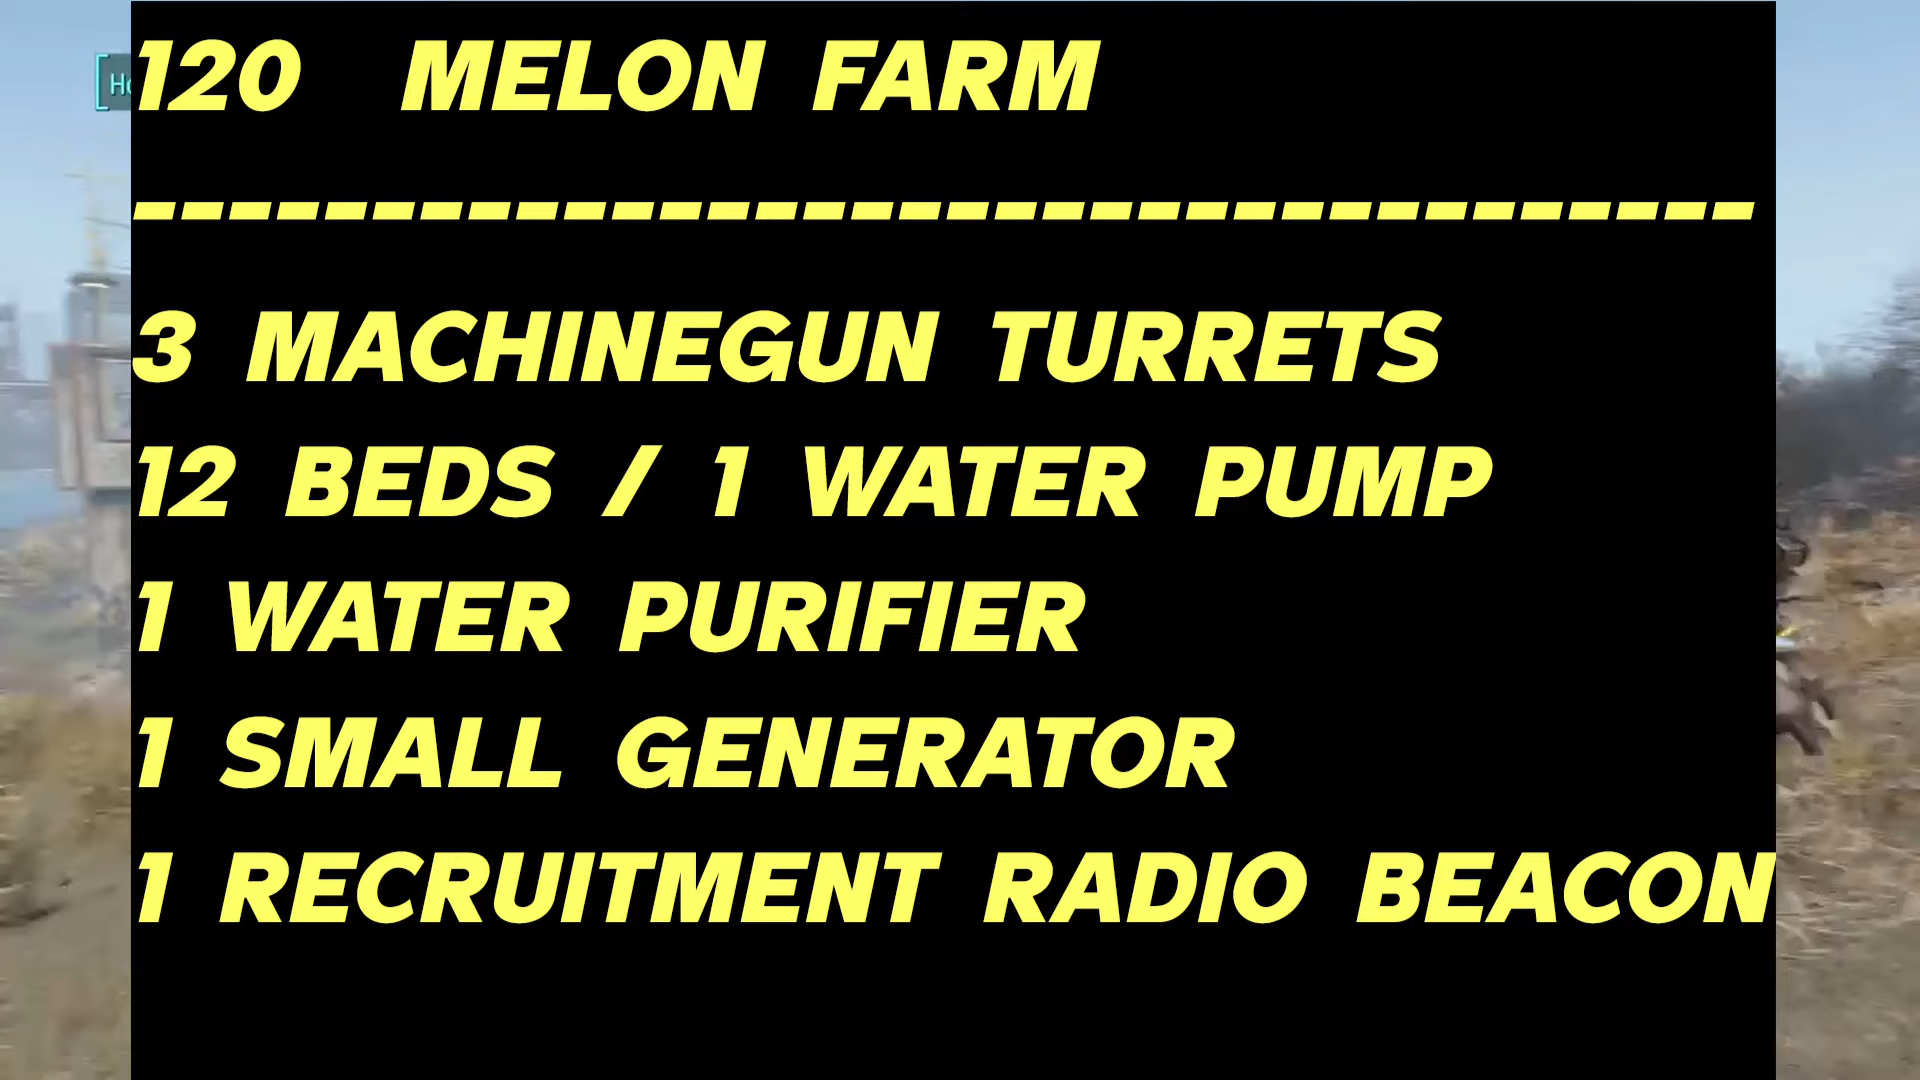 120 MELON FARM
----------------------------------
3 MACHINEGUN TURRETS
12 BEDS / 1 WATER PUMP
1 WATER PURIFIER
1 SMALL GENERATOR
1 RECRUITMENT RADIO BEACON